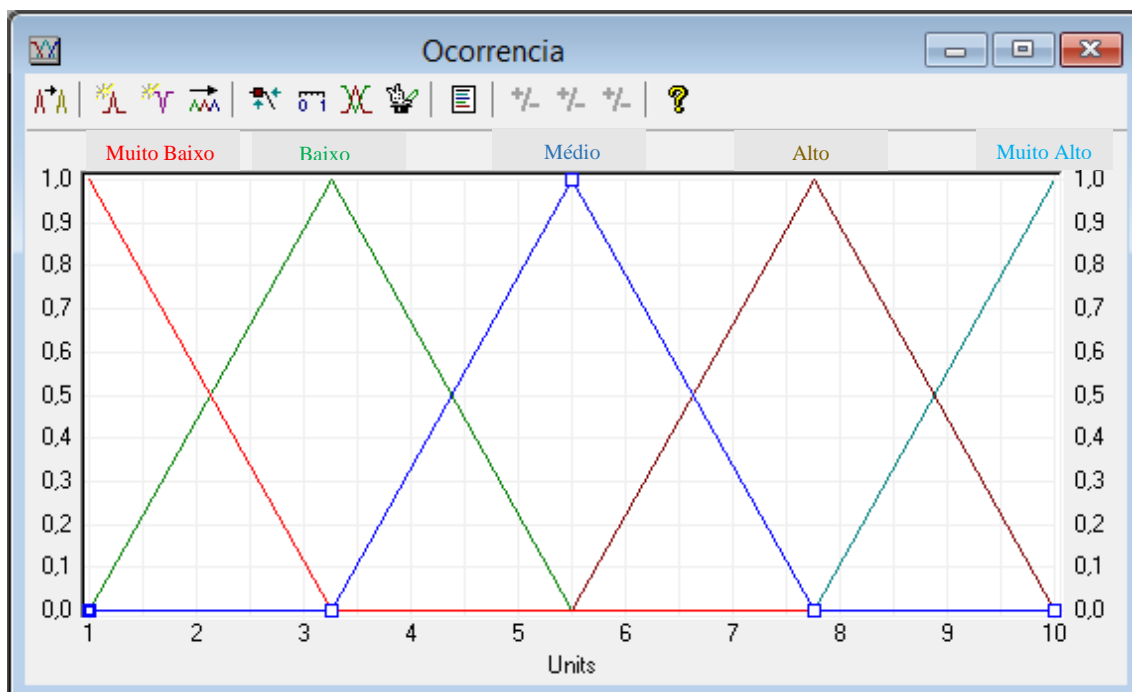 Ocorrencia
0 1
+/- +/- +/-
?
Muito Baixo Baixo Médio Alto Muito Alto
1,0 1,0
0,9 0,9
0,8 0,8
0,7 0,7
0,6 0,6
0,5 0,5
0,4 0,4
0,3 0,3
0,2 0,2
0,1 0,1
0,0 0,0
1 2 3 4 5 6 7 8 9 10
Units